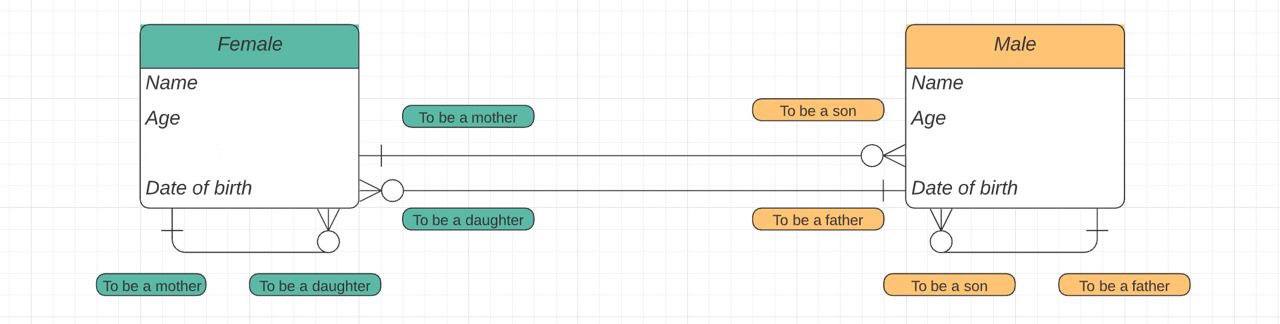 Female
Name
Age
Date of birth
To be a mother
To be a daughter
To be a mother
To be a daughter
Male
Name
Age
Date of birth
To be a son
To be a father
To be a son
To be a father